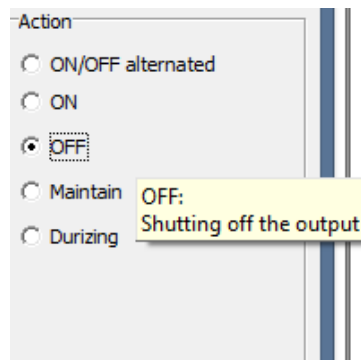 Action
ON/OFF alternated
ON
OFF
Maintain
OFF:
Shutting off the output
Durizing